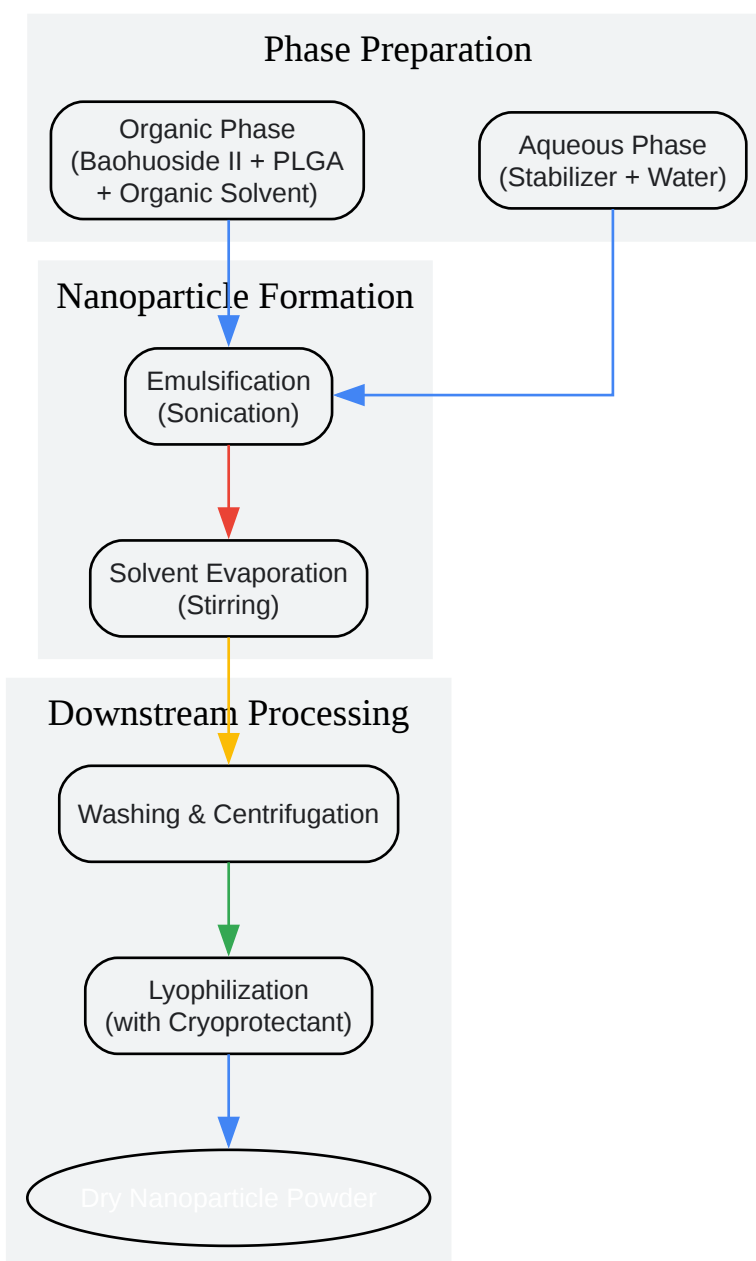 Phase Preparation
Organic Phase
(Baohuoside II + PLGA
+ Organic Solvent)
Aqueous Phase
(Stabilizer + Water)
Nanoparticle Formation
Emulsification
(Sonication)
Solvent Evaporation
(Stirring)
Downstream Processing
Washing & Centrifugation
Lyophilization
(with Cryoprotectant)
Dry Nanoparticle Powder